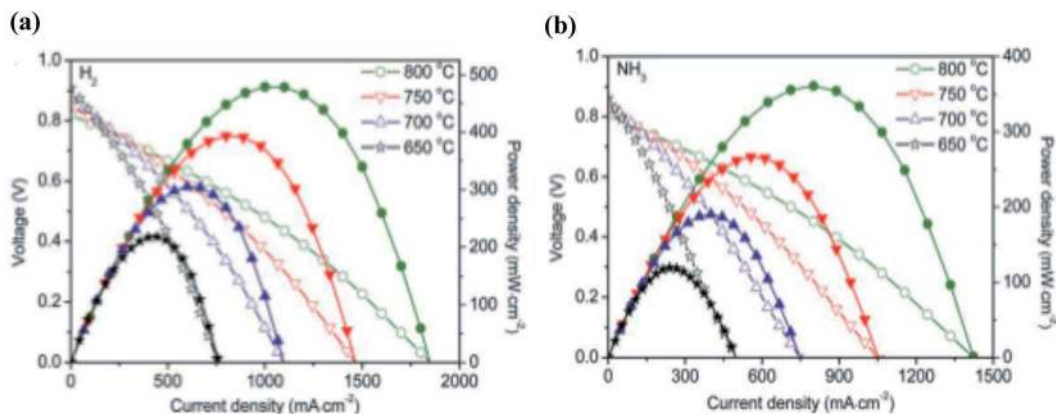 (a)
H₂
800 °C
750 °C
700 °C
650 °C
Voltage (V)
1.0
0.8
0.6
0.4
0.2
0.0
Power density (mW·cm⁻²)
500
400
300
200
100
0
0 500 1000 1500 2000
Current density (mA·cm⁻²)
(b)
NH₃
800 °C
750 °C
700 °C
650 °C
Voltage (V)
1.0
0.8
0.6
0.4
0.2
0.0
Power density (mW·cm⁻²)
400
300
200
100
0
0 300 600 900 1200 1500
Current density (mA·cm⁻²)